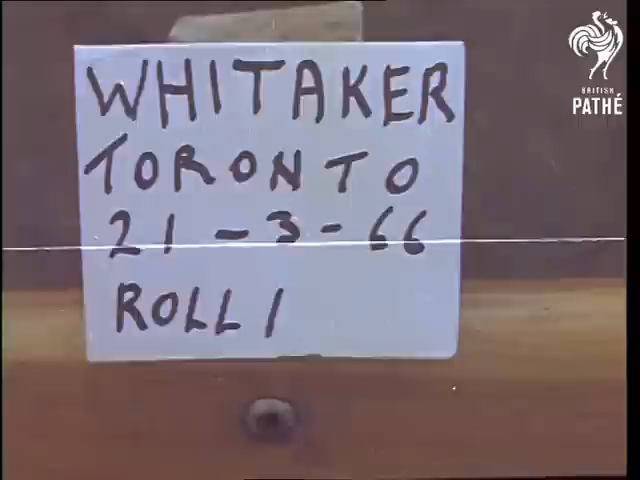 WHITAKER
TORONTO
21-3-66
ROLL 1
BRITISH
PATHÉ